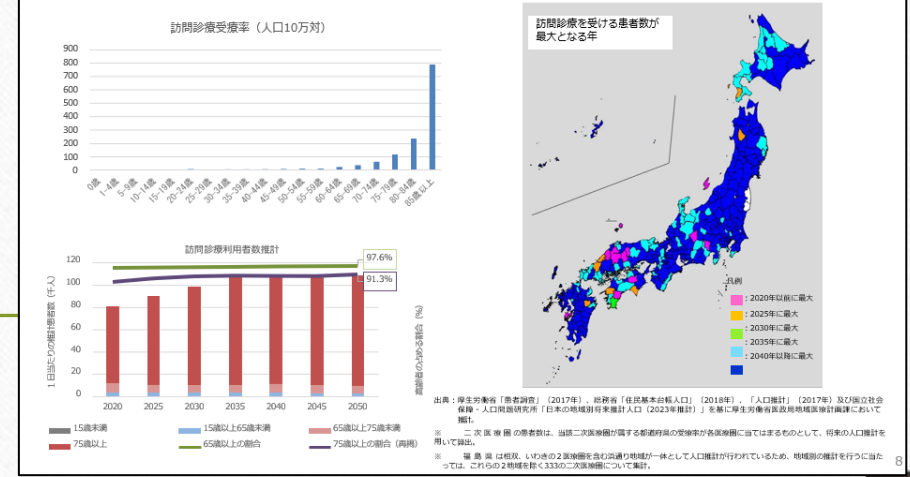 訪問診療受療率（人口10万対）
900
800
700
600
500
400
300
200
100
0
0歳
1-4歳
5-9歳
10-14歳
15-19歳
20-24歳
25-29歳
30-34歳
35-39歳
40-44歳
45-49歳
50-54歳
55-59歳
60-64歳
65-69歳
70-74歳
75-79歳
80-84歳
85歳以上
訪問診療利用者数推計
1日当たりの推計患者数（千人）
120
100
80
60
40
20
0
97.6%
91.3%
2020 2025 2030 2035 2040 2045 2050
高齢者の占める割合（%）
15歳未満 15歳以上65歳未満 65歳以上75歳未満
75歳以上 65歳以上の割合 75歳以上の割合（再掲）
訪問診療を受ける患者数が
最大となる年
凡例
：2020年以前に最大
：2025年に最大
：2030年に最大
：2035年に最大
：2040年以降に最大
出典：厚生労働省「患者調査」（2017年）、総務省「住民基本台帳人口」（2018年）、「人口推計」（2017年）及び国立社会
保障・人口問題研究所「日本の地域別将来推計人口（2023年推計）」を基に厚生労働省医政局地域医療計画課において
推計。
※ 二次医療圏の患者数は、当該二次医療圏が属する都道府県の受療率が各医療圏に当てはまるものとして、将来の人口推計を
用いて算出。
※ 福島県は相双、いわきの2医療圏を含む浜通り地域が一体として人口推計が行われているため、地域別の推計を行うに当た
っては、これらの2地域を除く333の二次医療圏について集計。
8